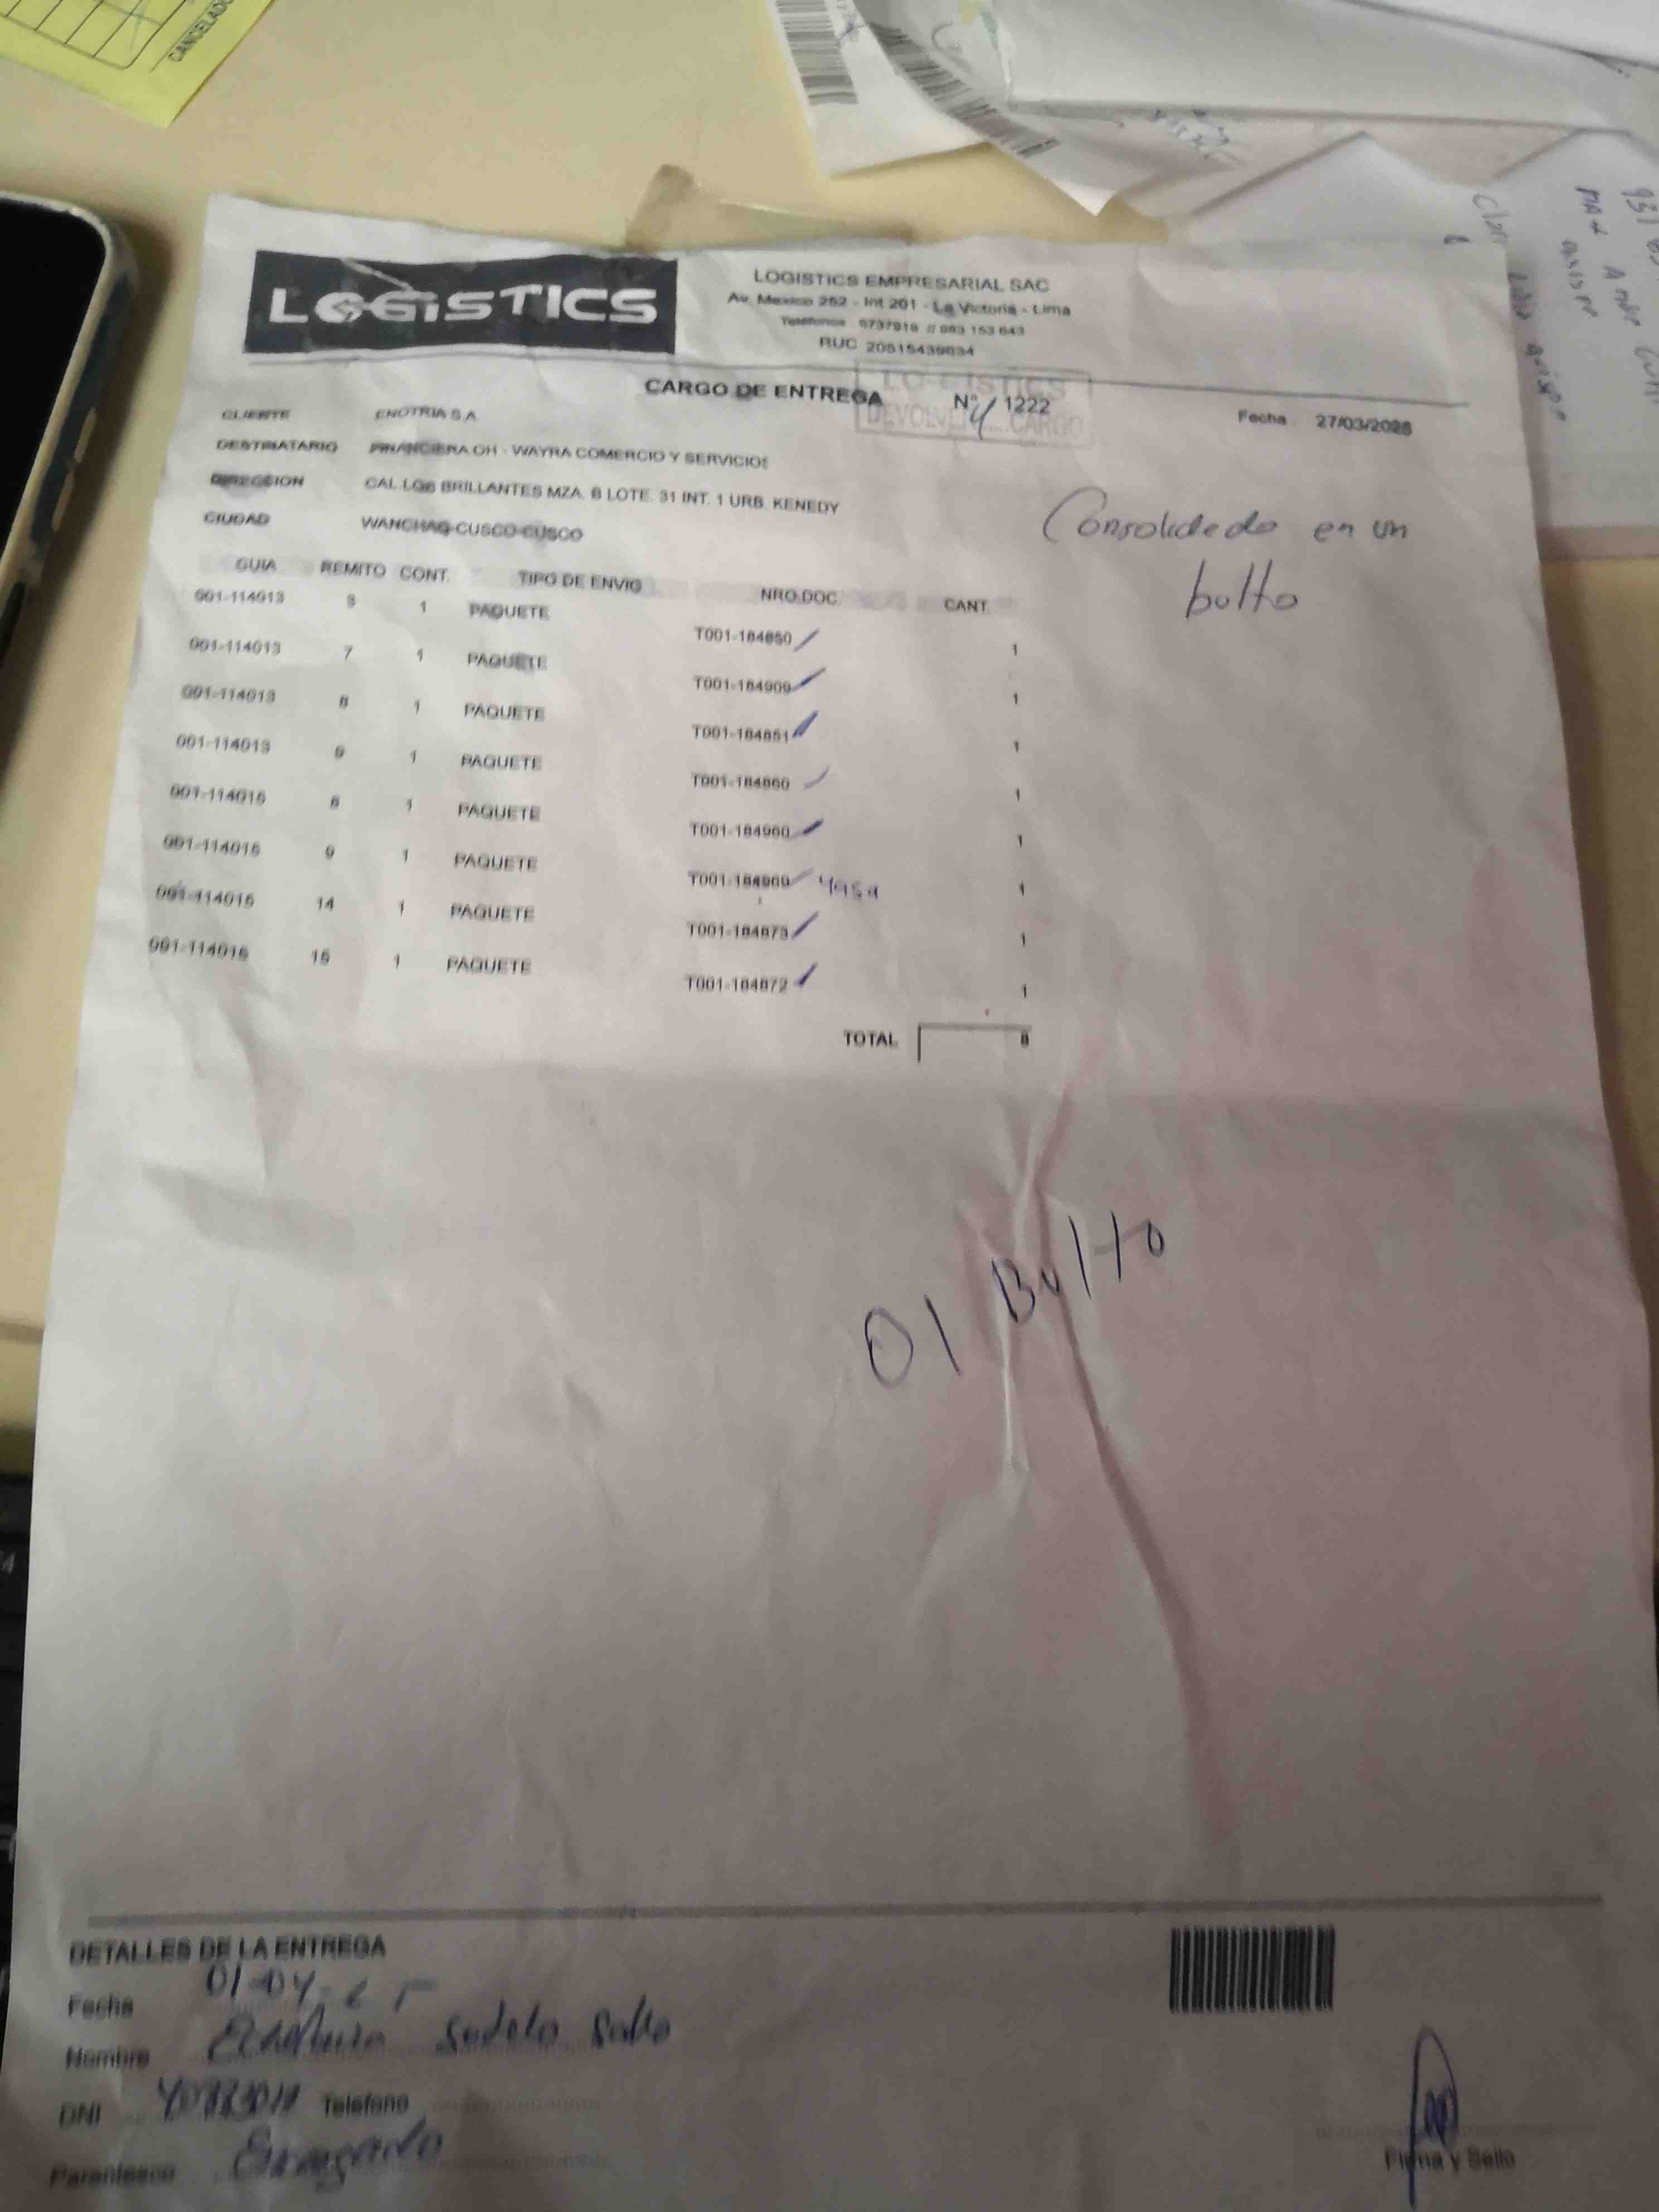 CANCELADO
LOGISTICS
LOGISTICS EMPRESARIAL SAC
Av. Mexico 262 - Int 201 - La Victoria - Lima
RUC 20515439634
CARGO DE ENTREGA N° 1222
LOGISTICS
DEVOLVER CARGO
4
Fecha 27/03/2025
CLIENTE ENOTRIA S A
DESTINATARIO FINANCIERA OH - WAYRA COMERCIO Y SERVICIOS
DIRECCION CAL LOS BRILLANTES MZA. B LOTE. 31 INT. 1 URB. KENEDY
CIUDAD WANCHAQ-CUSCO-CUSCO
Consolidado en un
bulto
GUIA REMITO CONT. TIPO DE ENVIO NRO.DOC. CANT.
001-114013 1 PAQUETE T001-184850 1
001-114013 7 1 PAQUETE T001-184909 1
001-114013 8 1 PAQUETE T001-184851 1
001-114013 9 1 PAQUETE T001-184860 1
001-114015 1 PAQUETE T001-184960 1
001-114015 9 1 PAQUETE T001-184969 1
001-114015 14 1 PAQUETE T001-184873 1
001-114015 15 1 PAQUETE T001-184872 1
TOTAL 8
01 Bulto
DETALLES DE LA ENTREGA
Fecha 01-04-25
Nombre
DNI Telefono
Parentesco Encargado
Firma y Sello